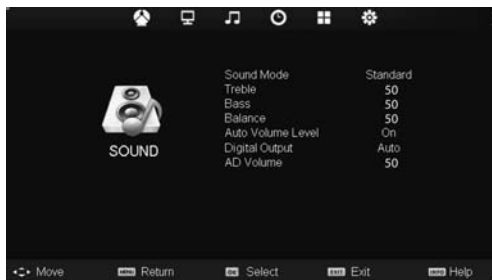 Sound Mode Standard
Treble 50
Bass 50
Balance 50
Auto Volume Level On
Digital Output Auto
AD Volume 50
SOUND
Move MENU Return OK Select EXIT Exit INFO Help